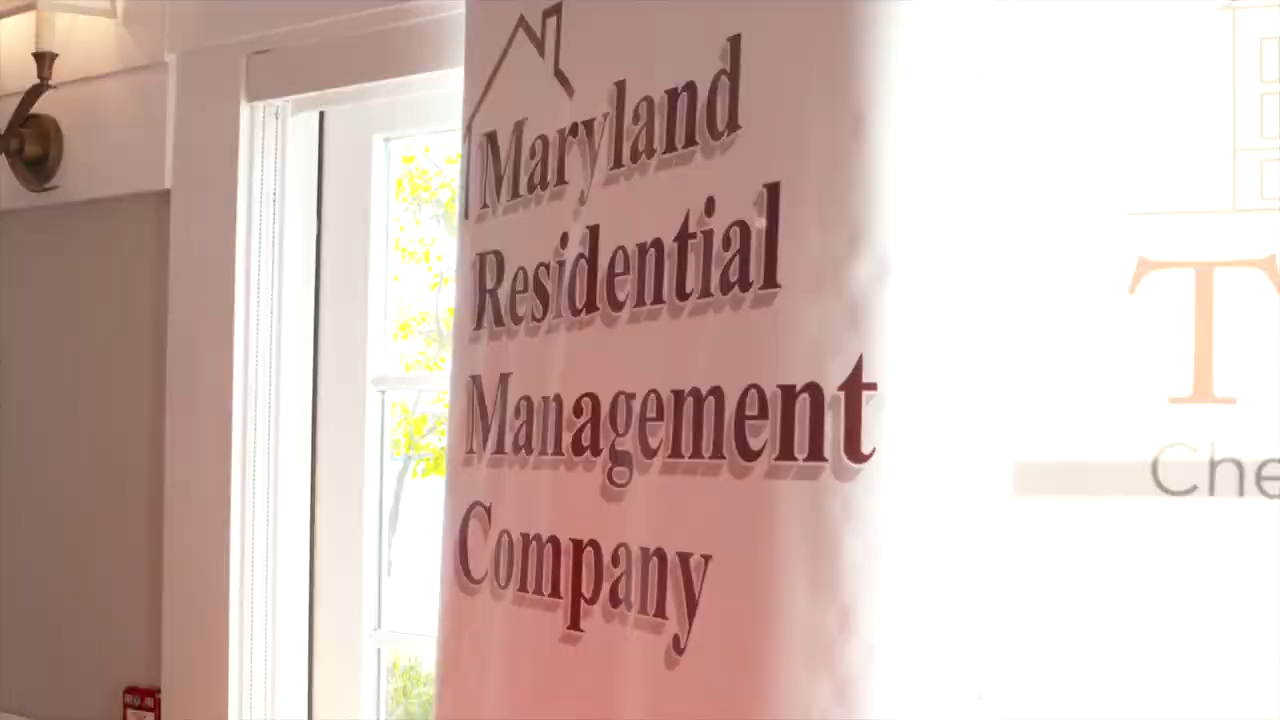 Maryland
Residential
Management
Company
T
Che